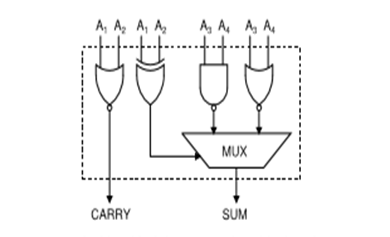 A₁ A₂ A₁ A₂ A₃ A₄ A₃ A₄
MUX
CARRY SUM